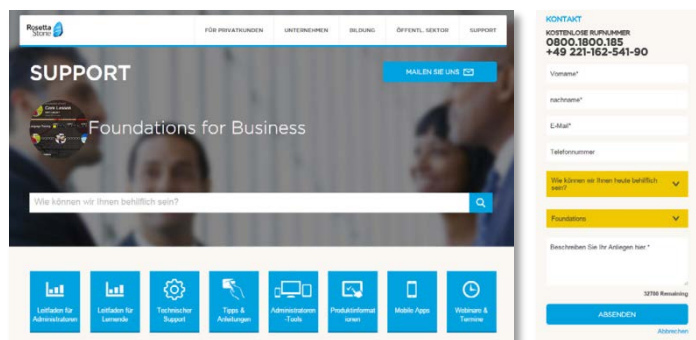 Rosetta
Stone
FÜR PRIVATKUNDEN
UNTERNEHMEN
BILDUNG
ÖFFENTL. SEKTOR
SUPPORT
SUPPORT
MAILEN SIE UNS
Foundations for Business
Wie können wir Ihnen behilflich sein?
Leitfaden für
Administratoren
Leitfaden für
Lernende
Technischer
Support
Tipps &
Anleitungen
Administratoren
-Tools
Produktinformat
ionen
Mobile Apps
Webinare &
Termine
KONTAKT
KOSTENLOSE RUFNUMMER
0800.1800.185
+49 221-162-541-90
Vorname*
nachname*
E-Mail*
Telefonnummer
Wie können wir Ihnen heute behilflich
sein?
Foundations
Beschreiben Sie Ihr Anliegen hier *
32700 Remaining
ABSENDEN
Abbrechen